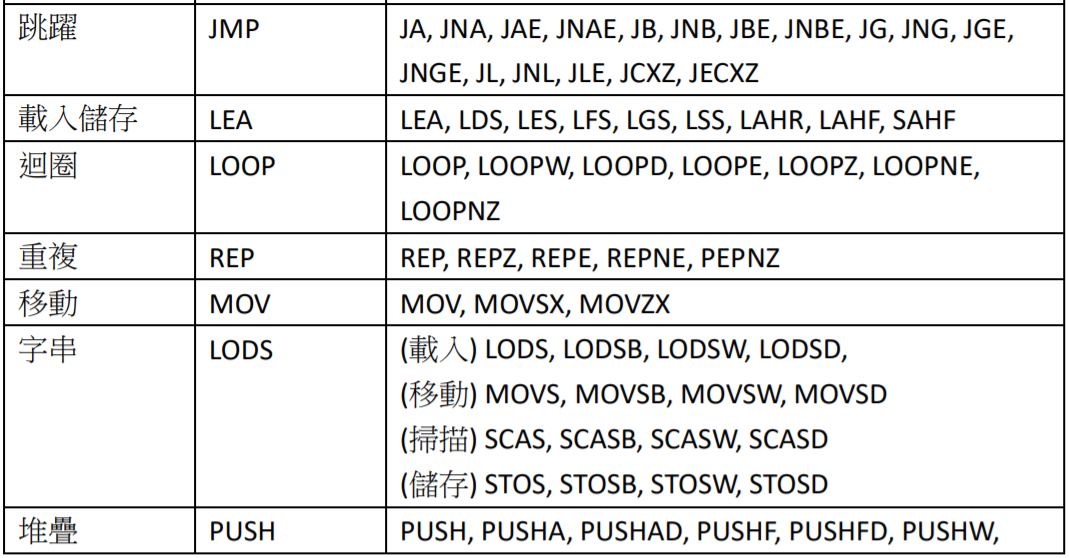 跳躍 JMP JA, JNA, JAE, JNAE, JB, JNB, JBE, JNBE, JG, JNG, JGE,
JNGE, JL, JNL, JLE, JCXZ, JECXZ
載入儲存 LEA LEA, LDS, LES, LFS, LGS, LSS, LAHR, LAHF, SAHF
迴圈 LOOP LOOP, LOOPW, LOOPD, LOOPE, LOOPZ, LOOPNE,
LOOPNZ
重複 REP REP, REPZ, REPE, REPNE, PEPNZ
移動 MOV MOV, MOVSX, MOVZX
字串 LODS (載入) LODS, LODSB, LODSW, LODSD,
(移動) MOVS, MOVSB, MOVSW, MOVSD
(掃描) SCAS, SCASB, SCASW, SCASD
(儲存) STOS, STOSB, STOSW, STOSD
堆疊 PUSH PUSH, PUSHA, PUSHAD, PUSHF, PUSHFD, PUSHW,